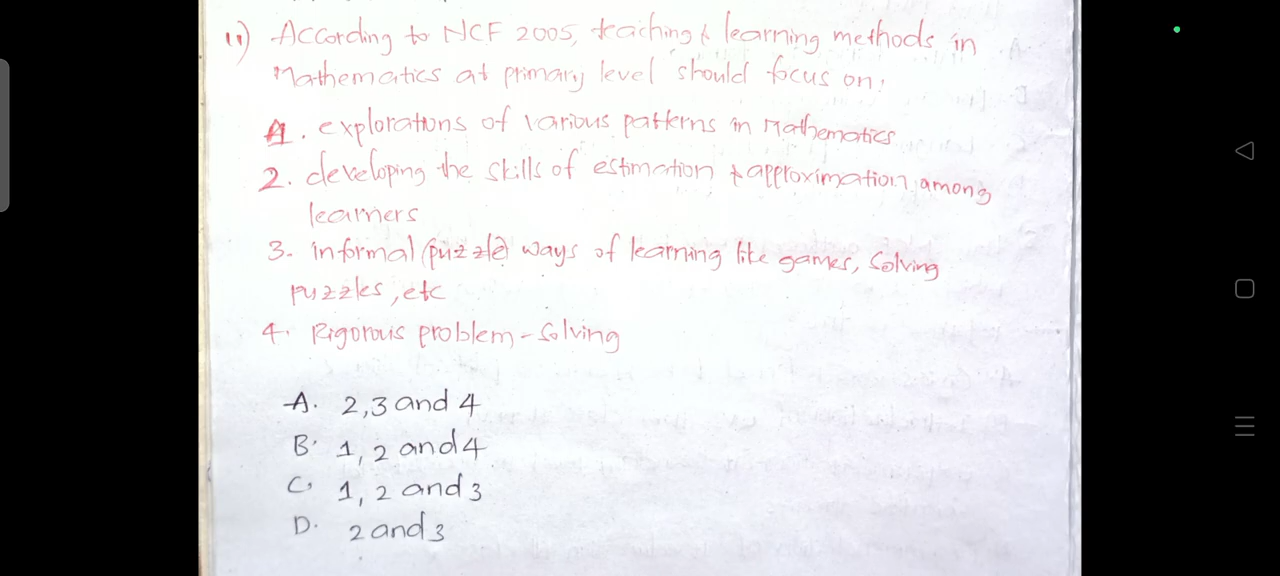 11) According to NCF 2005, teaching & learning methods in
Mathematics at primary level should focus on:
1. explorations of various patterns in Mathematics.
2. developing the skills of estimation & approximation among
learners
3. informal (puzzle) ways of learning like games, solving
puzzles, etc
4. Rigorous problem-solving
A. 2,3 and 4
B. 1, 2 and 4
C. 1, 2 and 3
D. 2 and 3